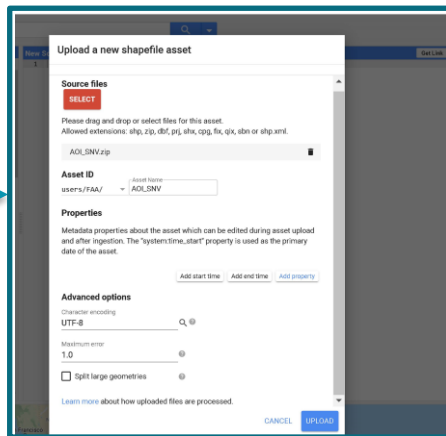 New Sc
Get Link
1
Upload a new shapefile asset
Source files
SELECT
Please drag and drop or select files for this asset.
Allowed extensions: shp, zip, dbf, prj, shx, cpg, fix, qix, sbn or shp.xml.
AOI_SNV.zip
Asset ID
Asset Name
users/FAA/ AOI_SNV
Properties
Metadata properties about the asset which can be edited during asset upload
and after ingestion. The "system:time_start" property is used as the primary
date of the asset.
Add start time Add end time Add property
Advanced options
Character encoding
UTF-8
Maximum error
1.0
Split large geometries
Learn more about how uploaded files are processed.
CANCEL UPLOAD